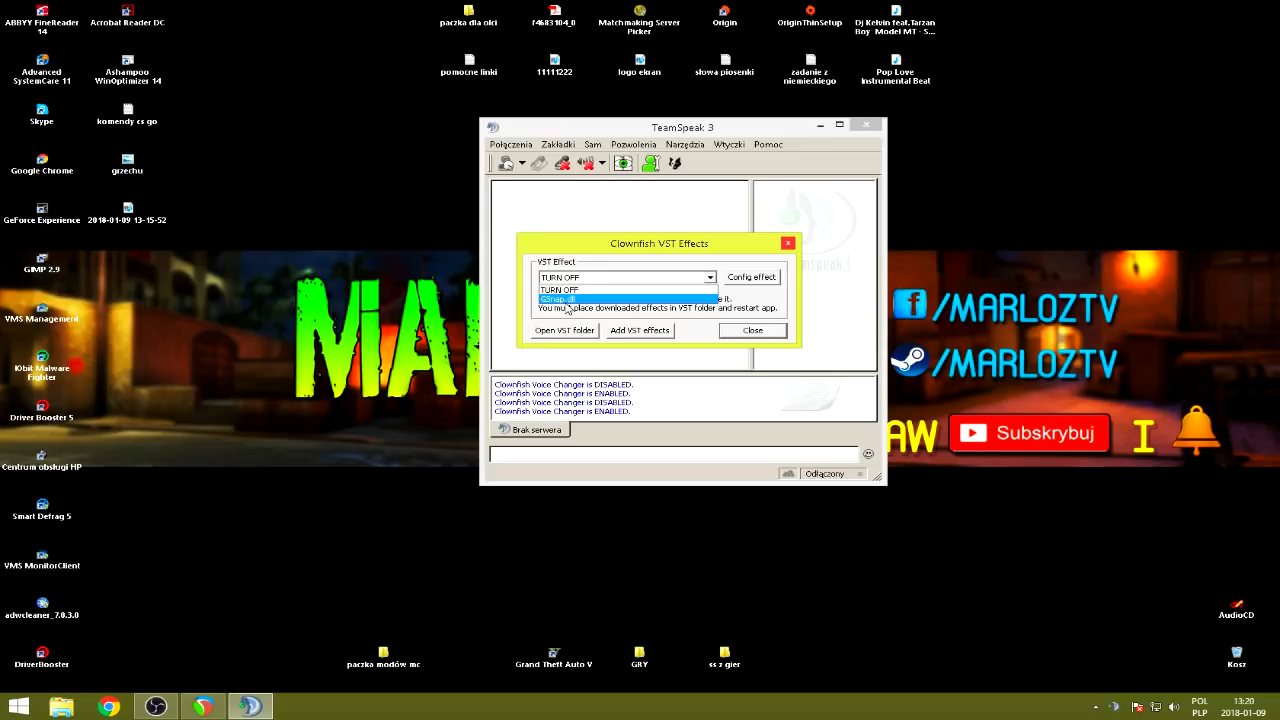 ABBYY FineReader
14
Acrobat Reader DC
paczka dla olci
f4683104_0
Matchmaking Server
Picker
Origin
OriginThinSetup
Dj Kelvin feat.Tarzan
Boy Model MT - S...
Advanced
SystemCare 11
Ashampoo
WinOptimizer 14
pomocne linki
11111222
logo ekran
słowa piosenki
zadanie z
niemieckego
Pop Love
Instrumental Beat
Skype
komendy cs go
Google Chrome
grzechu
GeForce Experience
2018-01-09 13-15-52
GIMP 2.9
VMS Management
IObit Malware
Fighter
Driver Booster 5
Centrum obsługi HP
Smart Defrag 5
VMS MonitorClient
adwcleaner_7.0.3.0
DriverBooster
TeamSpeak 3
Połączenia Zakładki Sam Pozwolenia Narzędzia Wtyczki Pomoc
Clownfish VST Effects
VST Effect
TURN OFF
Config effect
TURN OFF
GSnap.dll
e it.
You must place downloaded effects in VST folder and restart app.
Open VST folder
Add VST effects
Close
Clownfish Voice Changer is DISABLED.
Clownfish Voice Changer is ENABLED.
Clownfish Voice Changer is DISABLED.
Clownfish Voice Changer is ENABLED.
Brak serwera
Odłączony
/MARLOZTV
/MARLOZTV
AW
Subskrybuj
I
paczka modów mc
Grand Theft Auto V
GRY
ss z gier
AudioCD
Kosz
POL
PLP
13:20
2018-01-09